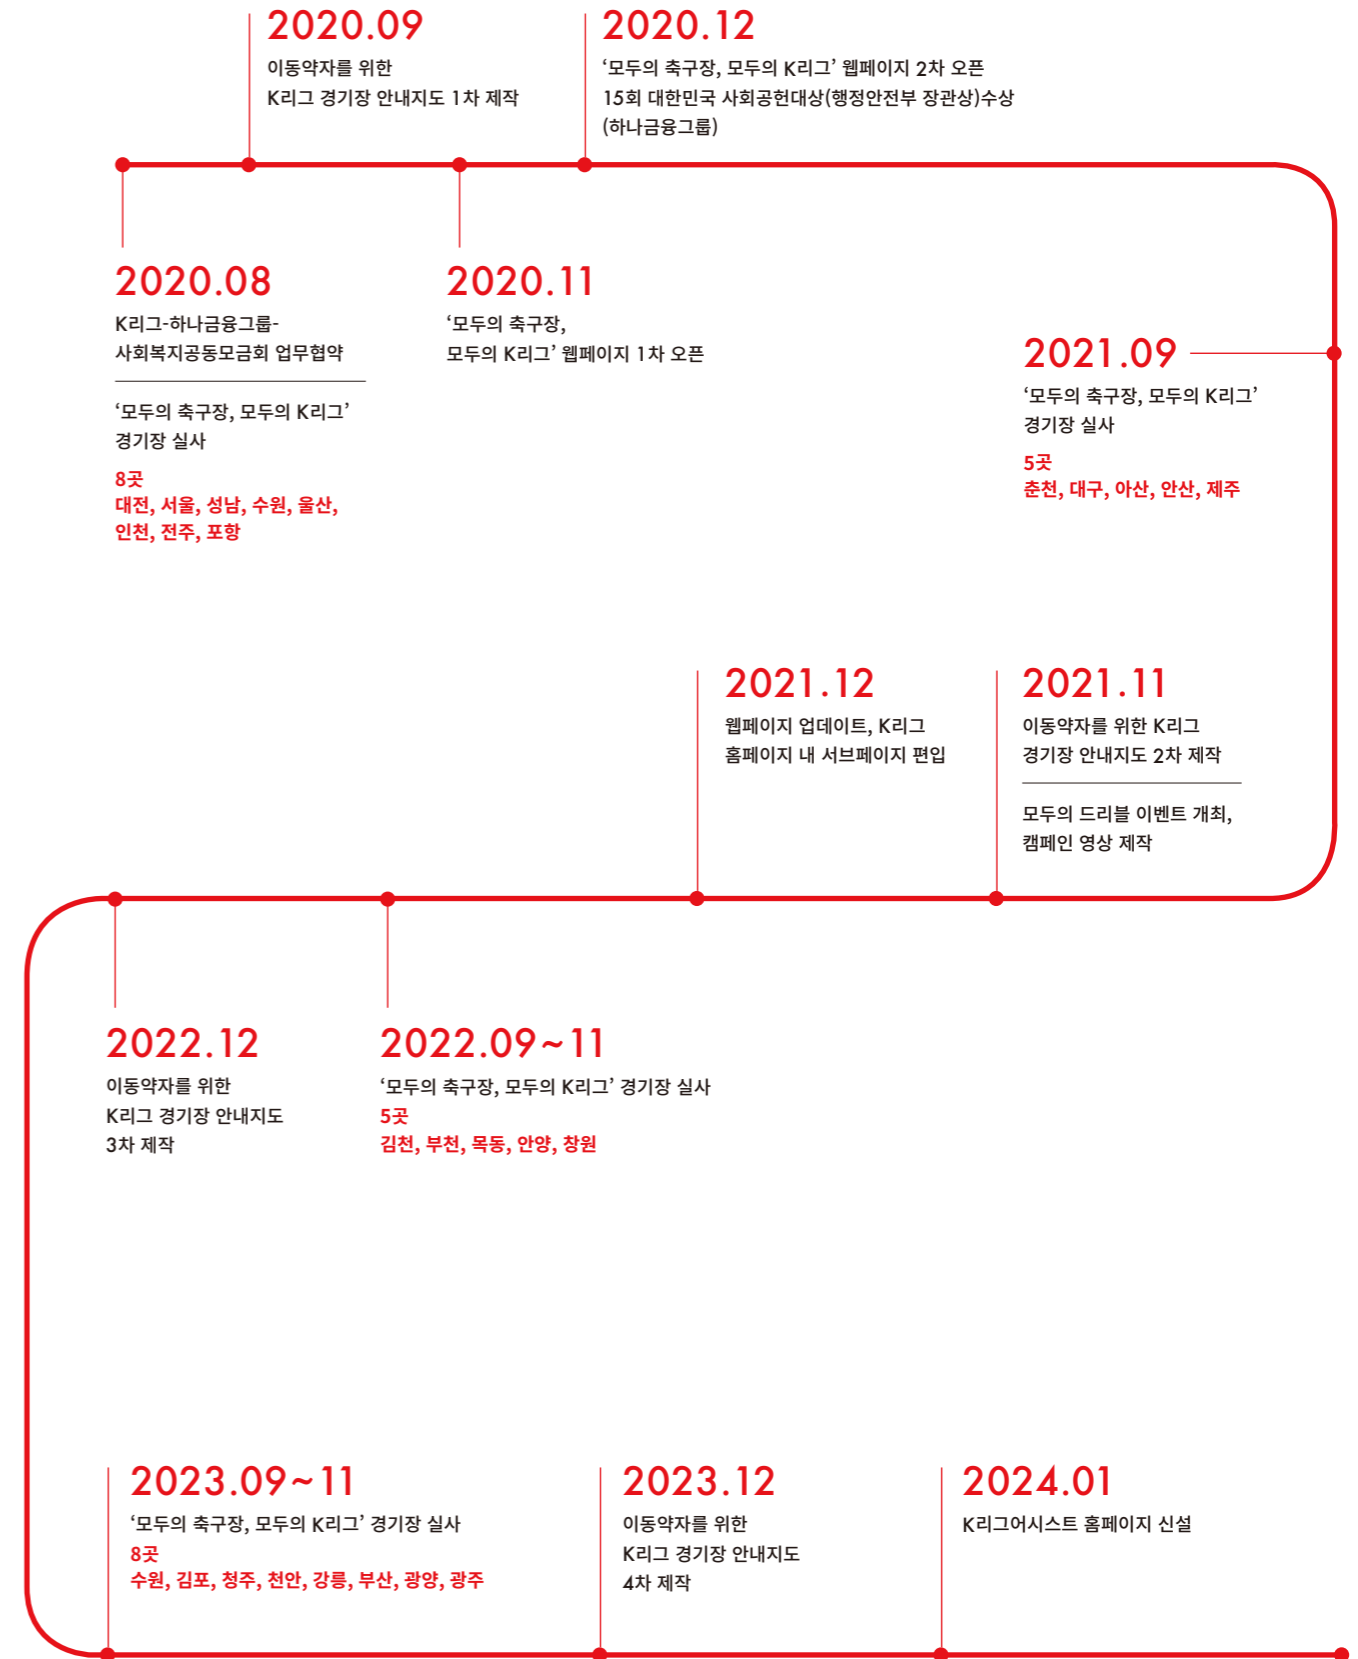 2020.09
이동약자를 위한
K리그 경기장 안내지도 1차 제작
2020.12
‘모두의 축구장, 모두의 K리그’ 웹페이지 2차 오픈
15회 대한민국 사회공헌대상(행정안전부 장관상)수상
(하나금융그룹)
2020.08
K리그-하나금융그룹-
사회복지공동모금회 업무협약
‘모두의 축구장, 모두의 K리그’
경기장 실사
8곳
대전, 서울, 성남, 수원, 울산,
인천, 전주, 포항
2020.11
‘모두의 축구장,
모두의 K리그’ 웹페이지 1차 오픈
2021.09
‘모두의 축구장, 모두의 K리그’
경기장 실사
5곳
춘천, 대구, 아산, 안산, 제주
2021.11
이동약자를 위한 K리그
경기장 안내지도 2차 제작
모두의 드리블 이벤트 개최,
캠페인 영상 제작
2021.12
웹페이지 업데이트, K리그
홈페이지 내 서브페이지 편입
2022.09~11
‘모두의 축구장, 모두의 K리그’ 경기장 실사
5곳
김천, 부천, 목동, 안양, 창원
2022.12
이동약자를 위한
K리그 경기장 안내지도
3차 제작
2023.09~11
‘모두의 축구장, 모두의 K리그’ 경기장 실사
8곳
수원, 김포, 청주, 천안, 강릉, 부산, 광양, 광주
2023.12
이동약자를 위한
K리그 경기장 안내지도
4차 제작
2024.01
K리그어시스트 홈페이지 신설